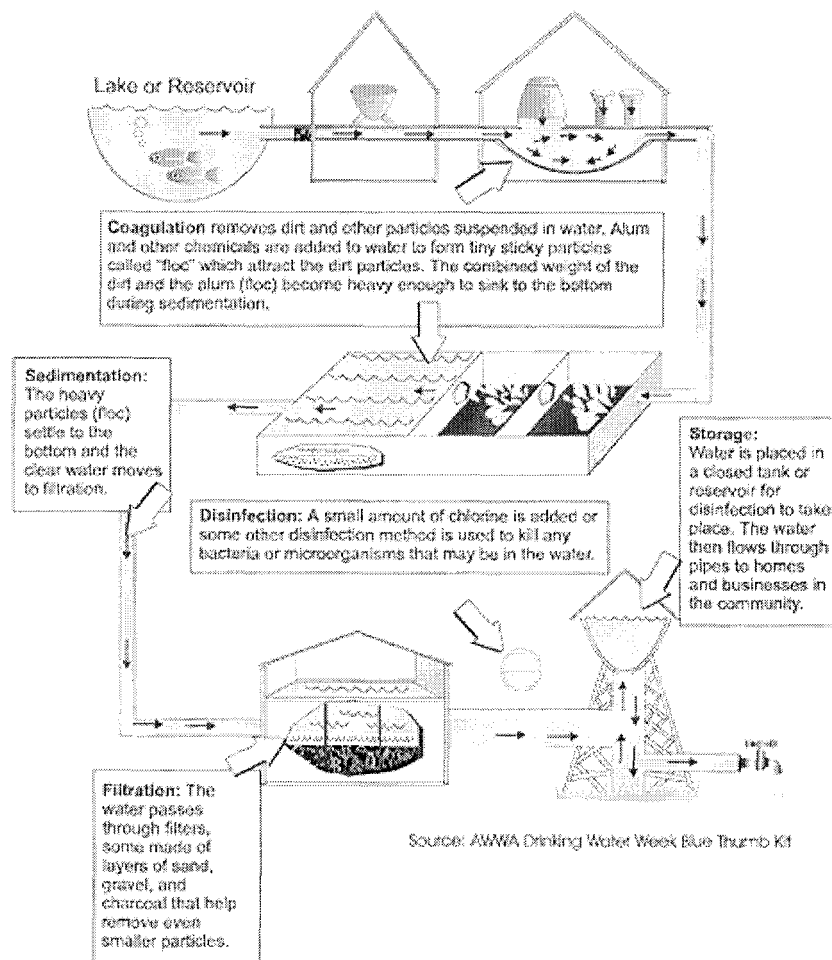 Lake or Reservoir
Coagulation removes dirt and other particles suspended in water. Alum
and other chemicals are added to water to form tiny sticky particles
called "floc" which attract the dirt particles. The combined weight of the
dirt and the alum (floc) become heavy enough to sink to the bottom
during sedimentation.
Sedimentation:
The heavy
particles (floc)
settle to the
bottom and the
clear water moves
to filtration.
Storage:
Water is placed in
a closed tank or
reservoir for
disinfection to take
place. The water
then flows through
pipes to homes
and businesses in
the community.
Disinfection: A small amount of chlorine is added or
some other disinfection method is used to kill any
bacteria or microorganisms that may be in the water.
Filtration: The
water passes
through filters,
some made of
layers of sand,
gravel, and
charcoal that help
remove even
smaller particles.
Source: AWWA Drinking Water Week Blue Thumb Kit